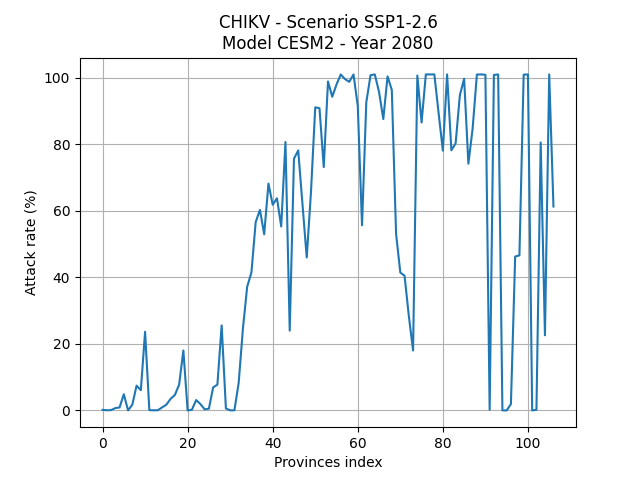 CHIKV - Scenario SSP1-2.6
Model CESM2 - Year 2080
100
80
60
40
20
0
Attack rate (%)
0 20 40 60 80 100
Provinces index